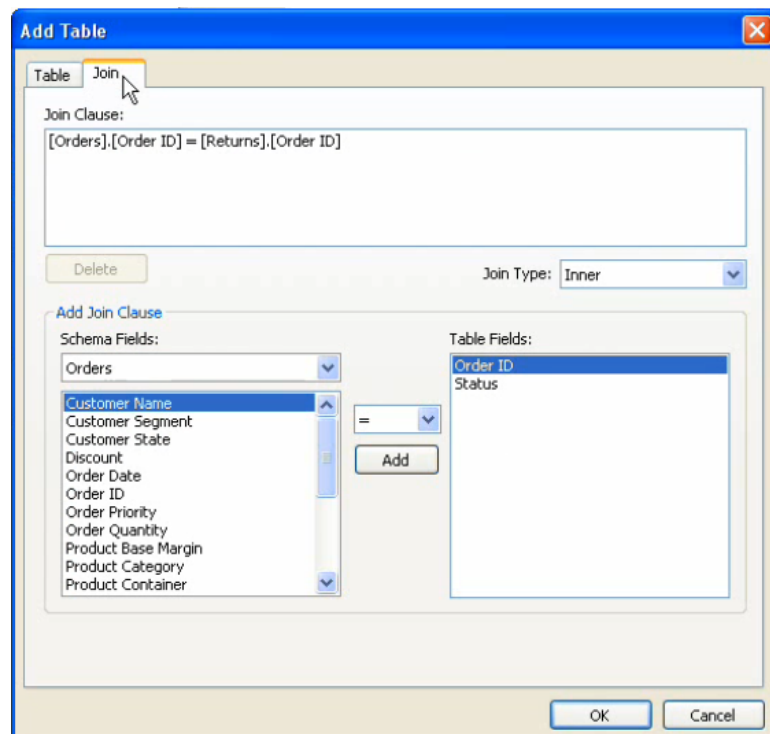 Add Table
Table Join
Join Clause:
[Orders].[Order ID] = [Returns].[Order ID]
Delete
Join Type: Inner
Add Join Clause
Schema Fields:
Table Fields:
Orders
Order ID
Status
Customer Name
Customer Segment
Customer State
Discount
Order Date
Order ID
Order Priority
Order Quantity
Product Base Margin
Product Category
Product Container
=
Add
OK Cancel